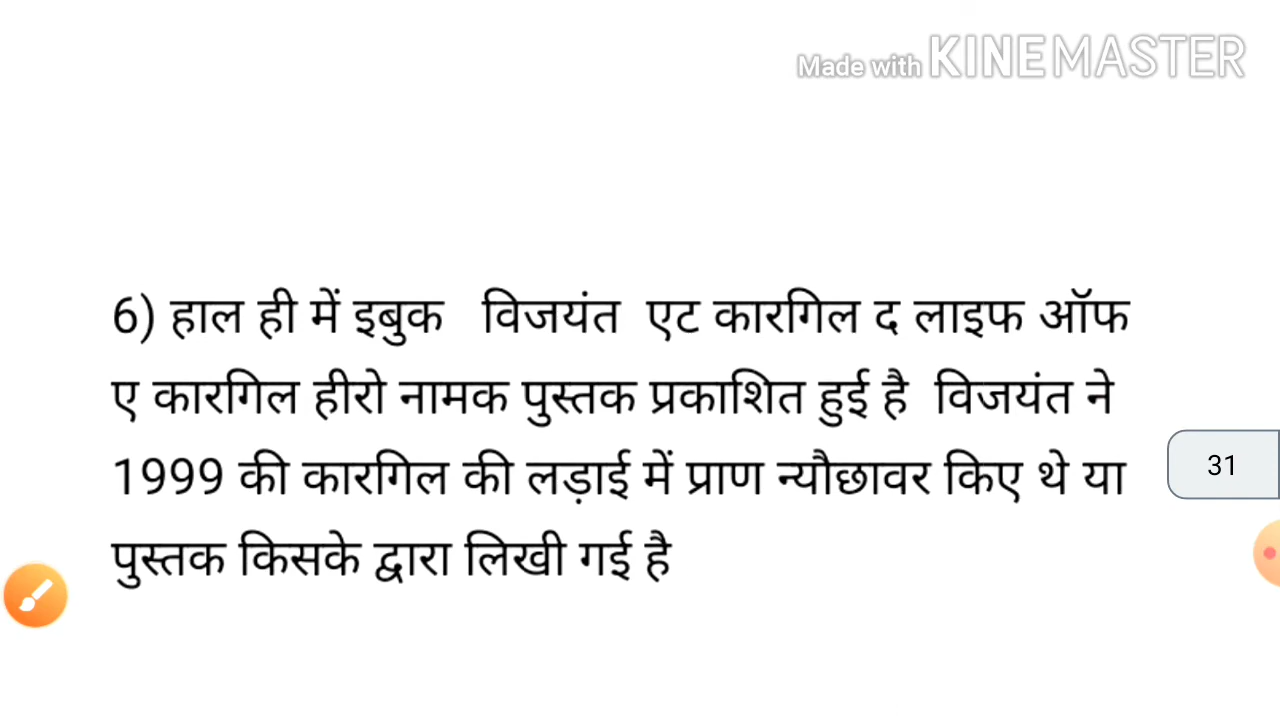 Made with KINEMASTER
6) हाल ही में इबुक विजयंत एट कारगिल द लाइफ ऑफ
ए कारगिल हीरो नामक पुस्तक प्रकाशित हुई है विजयंत ने
1999 की कारगिल की लड़ाई में प्राण न्यौछावर किए थे या
31
पुस्तक किसके द्वारा लिखी गई है